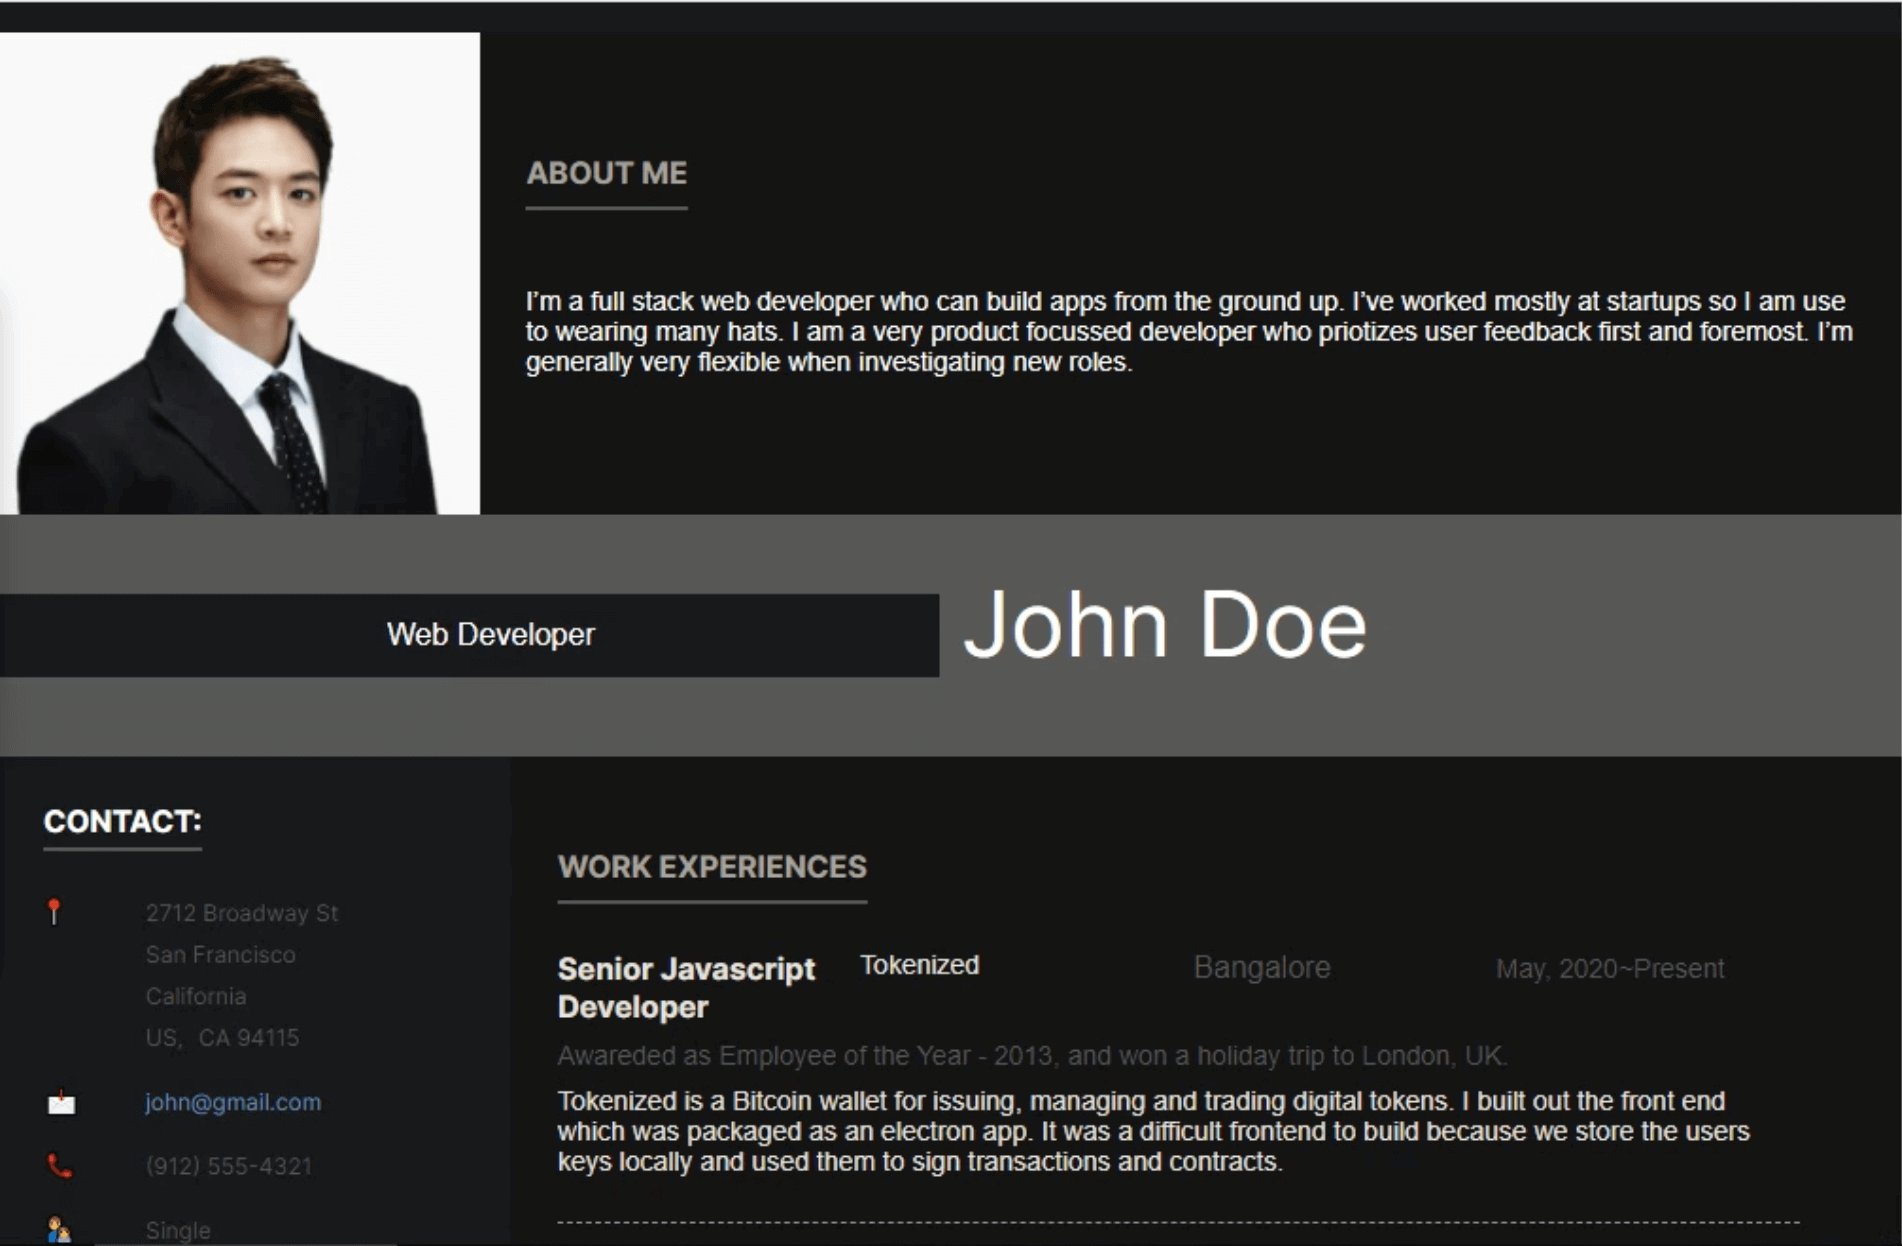 ABOUT ME
I'm a full stack web developer who can build apps from the ground up. I've worked mostly at startups so I am use
to wearing many hats. I am a very product focussed developer who priotizes user feedback first and foremost. I'm
generally very flexible when investigating new roles.
Web Developer
John Doe
CONTACT:
2712 Broadway St
San Francisco
California
US, CA 94115
john@gmail.com
(912) 555-4321
Single
WORK EXPERIENCES
Senior Javascript Developer Tokenized Bangalore May, 2020~Present
Awareded as Employee of the Year - 2013, and won a holiday trip to London, UK.
Tokenized is a Bitcoin wallet for issuing, managing and trading digital tokens. I built out the front end
which was packaged as an electron app. It was a difficult frontend to build because we store the users
keys locally and used them to sign transactions and contracts.